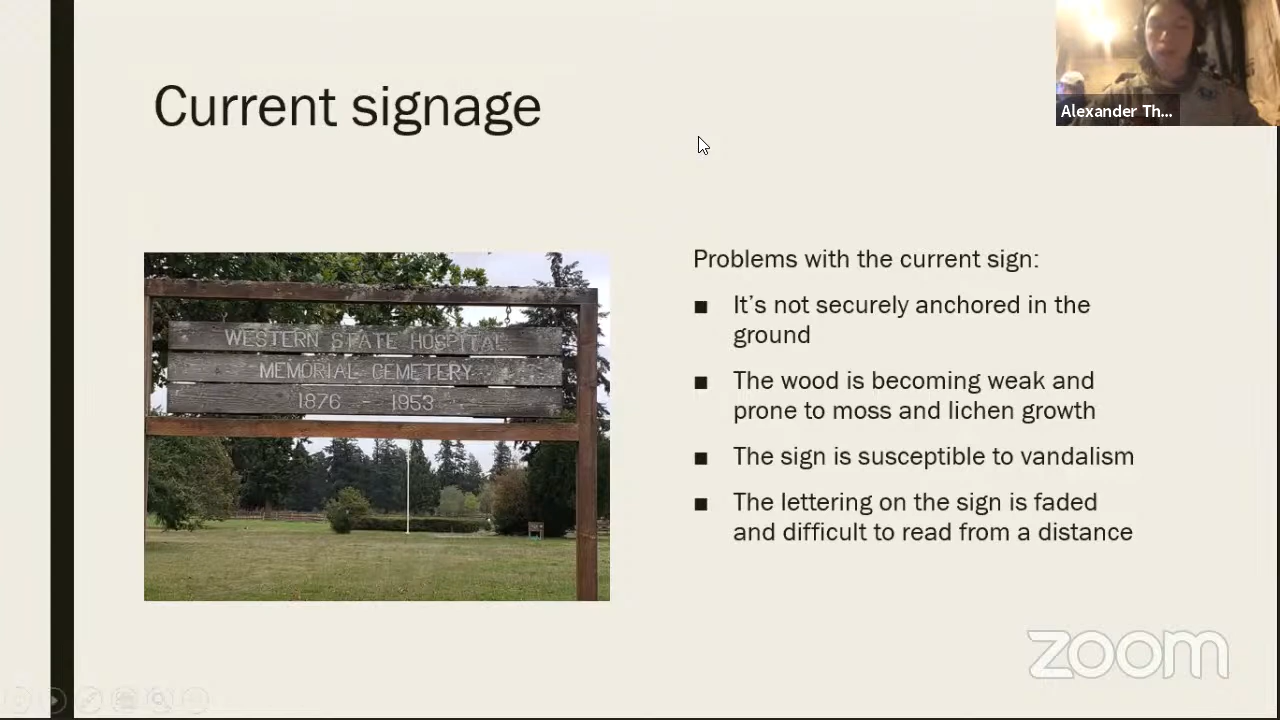 Current signage
Alexander Th...
WESTERN STATE HOSPITAL
MEMORIAL CEMETERY
1876 - 1953
Problems with the current sign:
■ It’s not securely anchored in the
ground
■ The wood is becoming weak and
prone to moss and lichen growth
■ The sign is susceptible to vandalism
■ The lettering on the sign is faded
and difficult to read from a distance
zoom